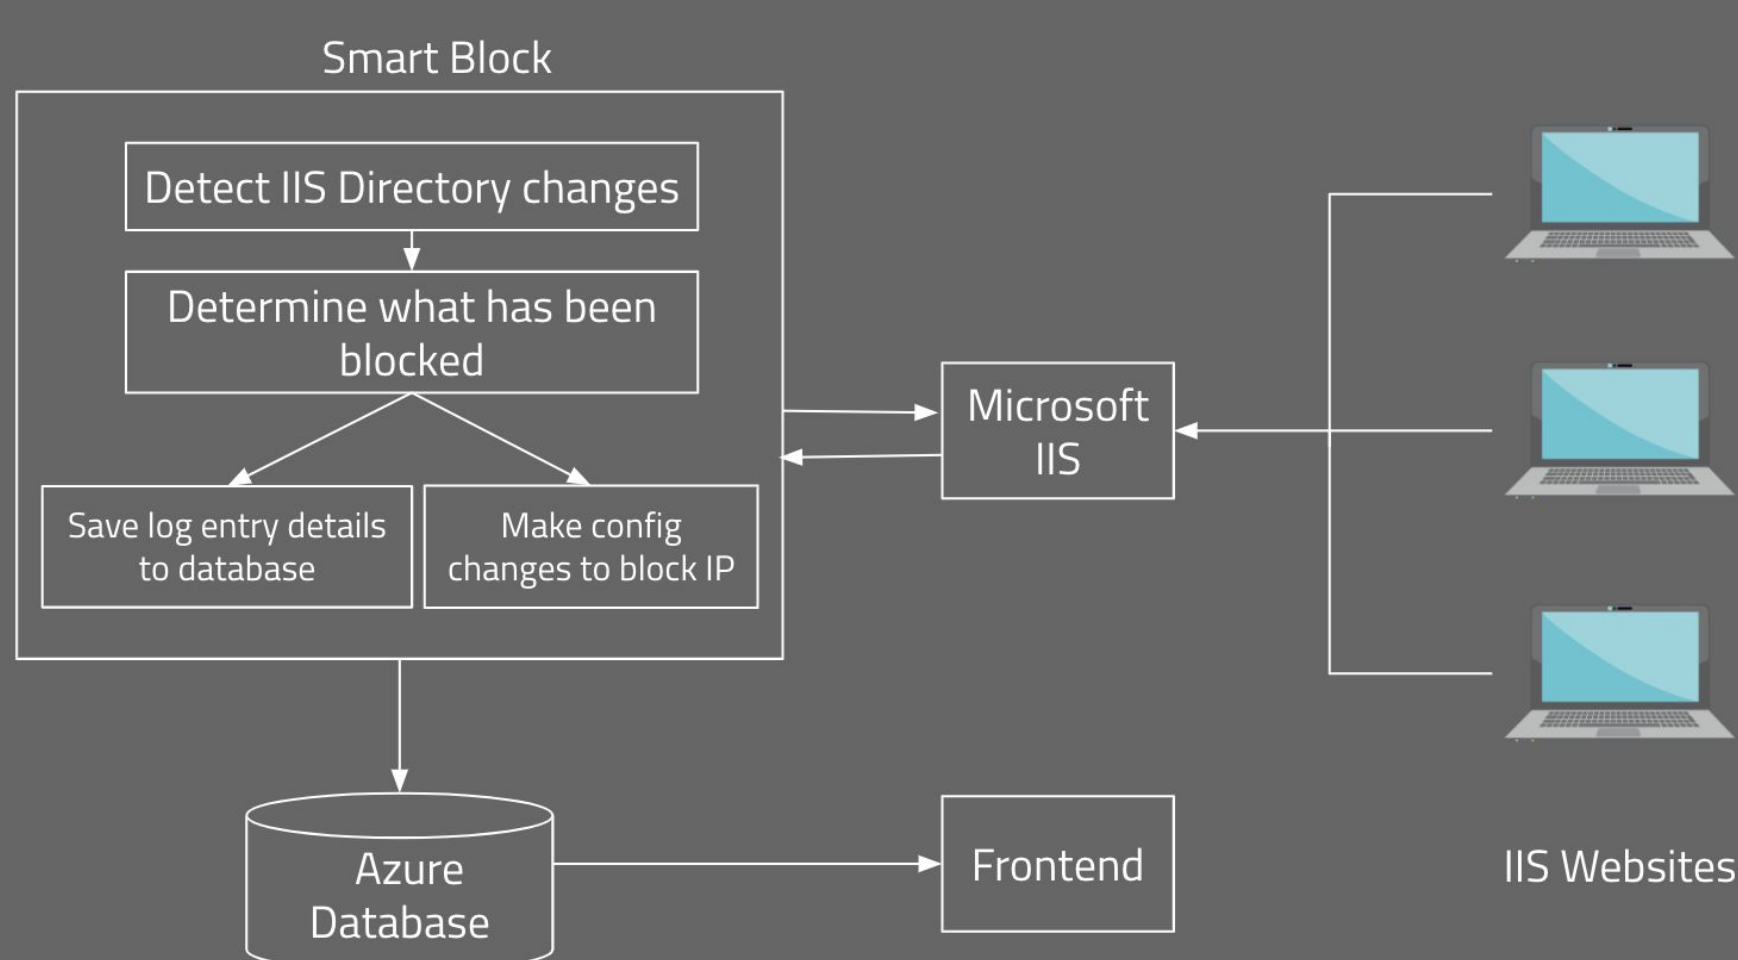 Smart Block
Detect IIS Directory changes
Determine what has been
blocked
Save log entry details
to database
Make config
changes to block IP
Microsoft
IIS
Azure
Database
Frontend
IIS Websites